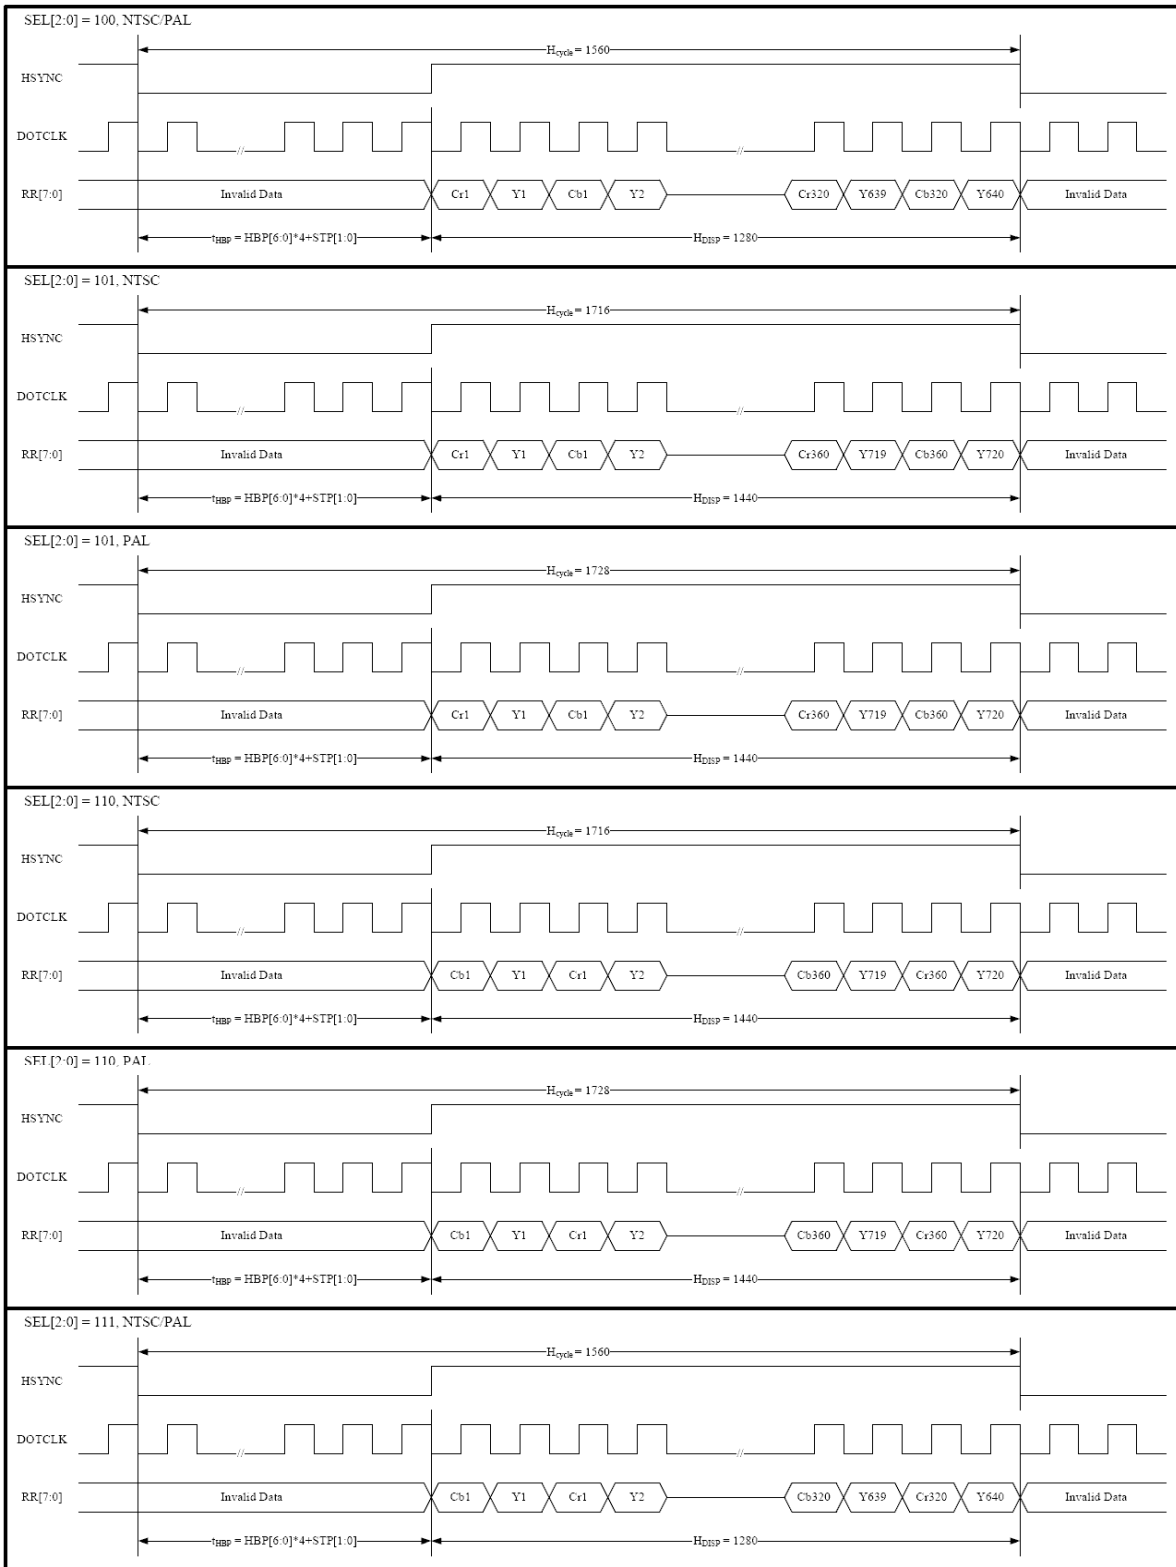 SEL[2:0] = 100, NTSC/PAL
Hcycle = 1560
HSYNC
DOTCLK
// //
RR[7:0] Invalid Data Cr1 Y1 Cb1 Y2 Cr320 Y639 Cb320 Y640 Invalid Data
tHBP = HBP[6:0]*4+STP[1:0] HDISP = 1280
SEL[2:0] = 101, NTSC
Hcycle = 1716
HSYNC
DOTCLK
// //
RR[7:0] Invalid Data Cr1 Y1 Cb1 Y2 Cr360 Y719 Cb360 Y720 Invalid Data
tHBP = HBP[6:0]*4+STP[1:0] HDISP = 1440
SEL[2:0] = 101, PAL
Hcycle = 1728
HSYNC
DOTCLK
// //
RR[7:0] Invalid Data Cr1 Y1 Cb1 Y2 Cr360 Y719 Cb360 Y720 Invalid Data
tHBP = HBP[6:0]*4+STP[1:0] HDISP = 1440
SEL[2:0] = 110, NTSC
Hcycle = 1716
HSYNC
DOTCLK
// //
RR[7:0] Invalid Data Cb1 Y1 Cr1 Y2 Cb360 Y719 Cr360 Y720 Invalid Data
tHBP = HBP[6:0]*4+STP[1:0] HDISP = 1440
SEL[2:0] = 110, PAL
Hcycle = 1728
HSYNC
DOTCLK
// //
RR[7:0] Invalid Data Cb1 Y1 Cr1 Y2 Cb360 Y719 Cr360 Y720 Invalid Data
tHBP = HBP[6:0]*4+STP[1:0] HDISP = 1440
SEL[2:0] = 111, NTSC/PAL
Hcycle = 1560
HSYNC
DOTCLK
// //
RR[7:0] Invalid Data Cb1 Y1 Cr1 Y2 Cb320 Y639 Cr320 Y640 Invalid Data
tHBP = HBP[6:0]*4+STP[1:0] HDISP = 1280